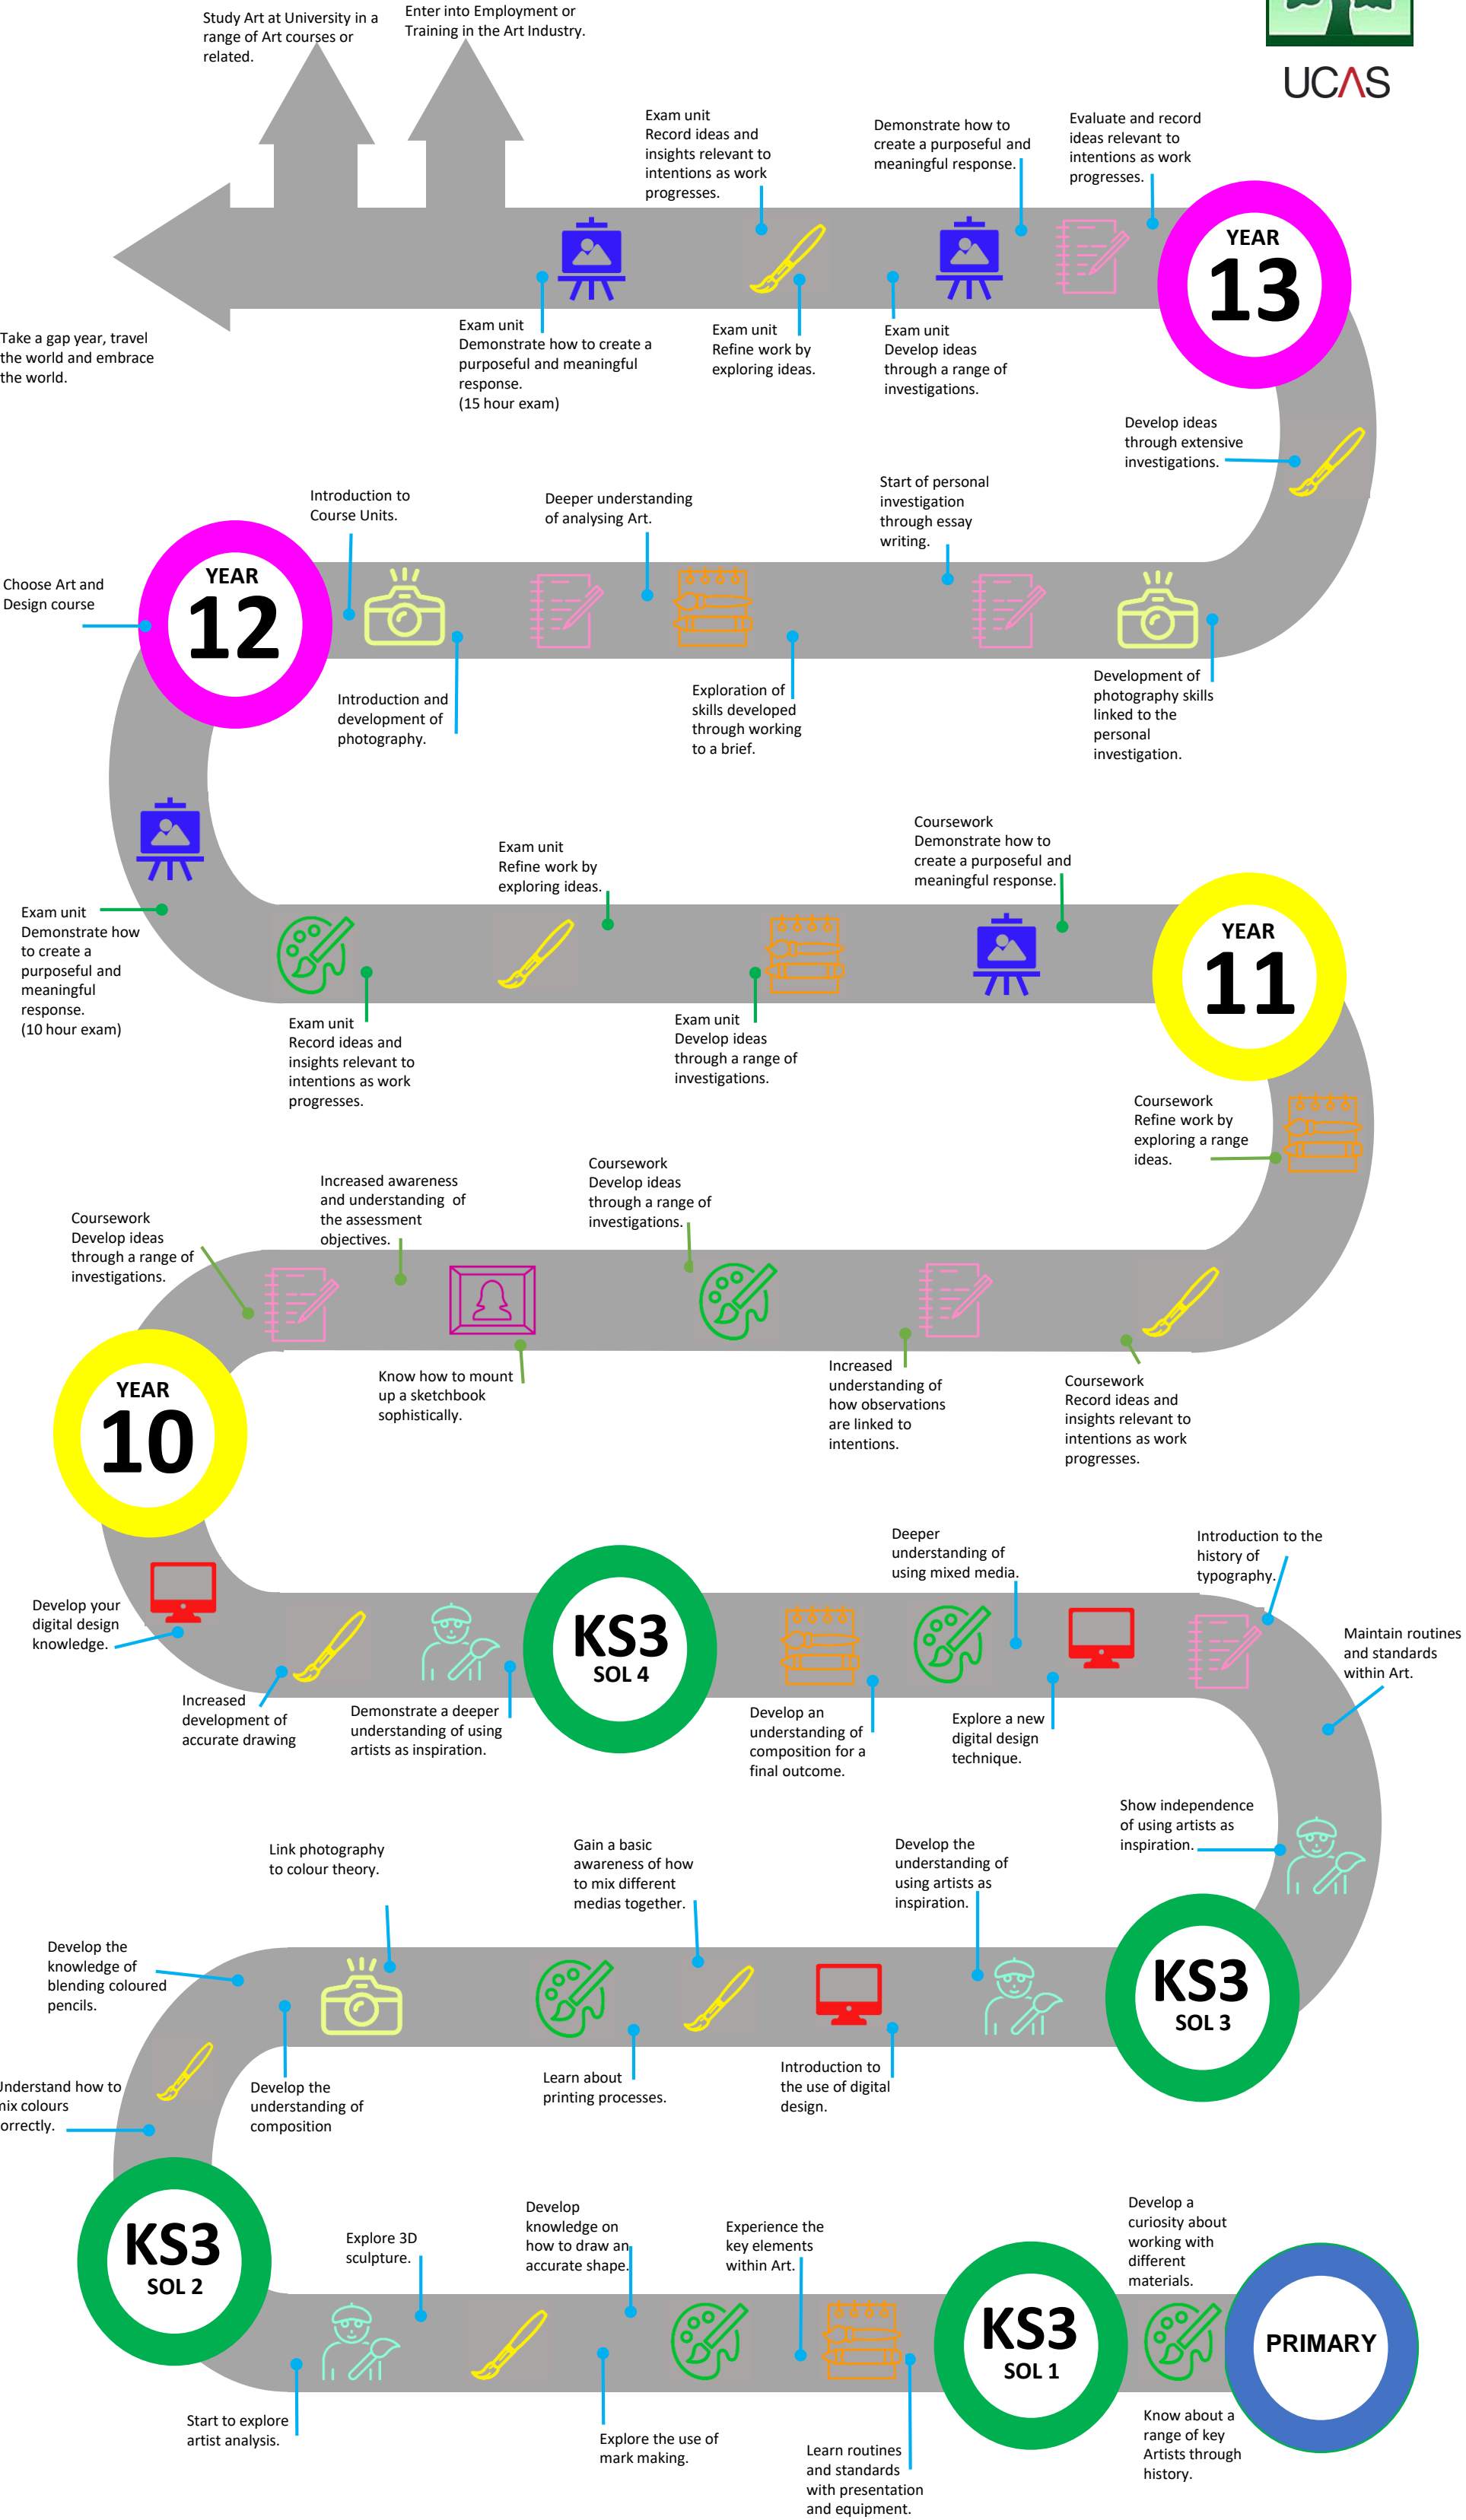 Study Art at University in a
range of Art courses or
related.
Enter into Employment or
Training in the Art Industry.
UCAS
Exam unit
Record ideas and
insights relevant to
intentions as work
progresses.
Demonstrate how to
create a purposeful and
meaningful response.
Evaluate and record
ideas relevant to
intentions as work
progresses.
YEAR
13
Take a gap year, travel
the world and embrace
the world.
Exam unit
Demonstrate how to create a
purposeful and meaningful
response.
(15 hour exam)
Exam unit
Refine work by
exploring ideas.
Exam unit
Develop ideas
through a range of
investigations.
Develop ideas
through extensive
investigations.
Choose Art and
Design course
YEAR
12
Introduction to
Course Units.
Deeper understanding
of analysing Art.
Start of personal
investigation
through essay
writing.
Introduction and
development of
photography.
Exploration of
skills developed
through working
to a brief.
Development of
photography skills
linked to the
personal
investigation.
Exam unit
Refine work by
exploring ideas.
Coursework
Demonstrate how to
create a purposeful and
meaningful response.
YEAR
11
Exam unit
Demonstrate how
to create a
purposeful and
meaningful
response.
(10 hour exam)
Exam unit
Record ideas and
insights relevant to
intentions as work
progresses.
Exam unit
Develop ideas
through a range of
investigations.
Coursework
Refine work by
exploring a range
ideas.
Coursework
Develop ideas
through a range of
investigations.
Increased awareness
and understanding of
the assessment
objectives.
Coursework
Develop ideas
through a range of
investigations.
YEAR
10
Know how to mount
up a sketchbook
sophistically.
Increased
understanding of
how observations
are linked to
intentions.
Coursework
Record ideas and
insights relevant to
intentions as work
progresses.
Develop your
digital design
knowledge.
Increased
development of
accurate drawing
Demonstrate a deeper
understanding of using
artists as inspiration.
KS3
SOL 4
Deeper
understanding of
using mixed media.
Introduction to the
history of
typography.
Develop an
understanding of
composition for a
final outcome.
Explore a new
digital design
technique.
Maintain routines
and standards
within Art.
Show independence
of using artists as
inspiration.
Link photography
to colour theory.
Gain a basic
awareness of how
to mix different
medias together.
Develop the
understanding of
using artists as
inspiration.
KS3
SOL 3
Develop the
knowledge of
blending coloured
pencils.
Understand how to
mix colours
correctly.
Develop the
understanding of
composition
Learn about
printing processes.
Introduction to
the use of digital
design.
KS3
SOL 2
Explore 3D
sculpture.
Develop
knowledge on
how to draw an
accurate shape.
Experience the
key elements
within Art.
KS3
SOL 1
Develop a
curiosity about
working with
different
materials.
PRIMARY
Start to explore
artist analysis.
Explore the use of
mark making.
Learn routines
and standards
with presentation
and equipment.
Know about a
range of key
Artists through
history.